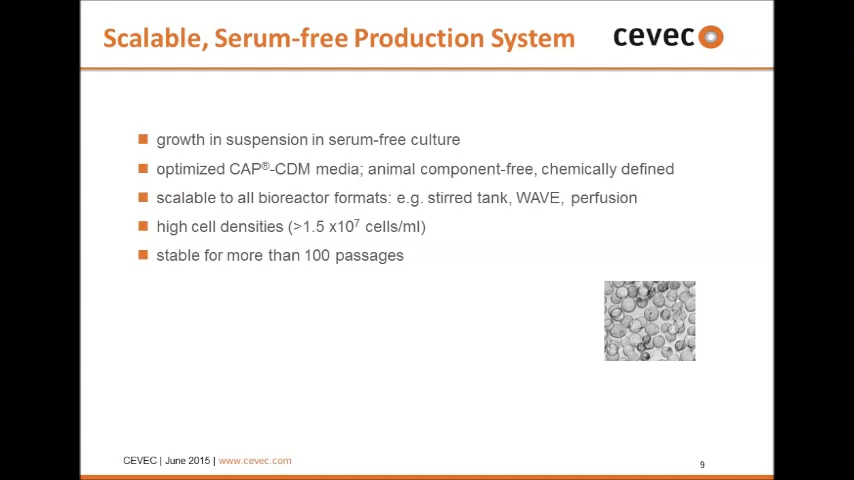 Scalable, Serum-free Production System
cevec
growth in suspension in serum-free culture
optimized CAP®-CDM media; animal component-free, chemically defined
scalable to all bioreactor formats: e.g. stirred tank, WAVE, perfusion
high cell densities (>1.5 x10⁷ cells/ml)
stable for more than 100 passages
CEVEC | June 2015 | www.cevec.com
9